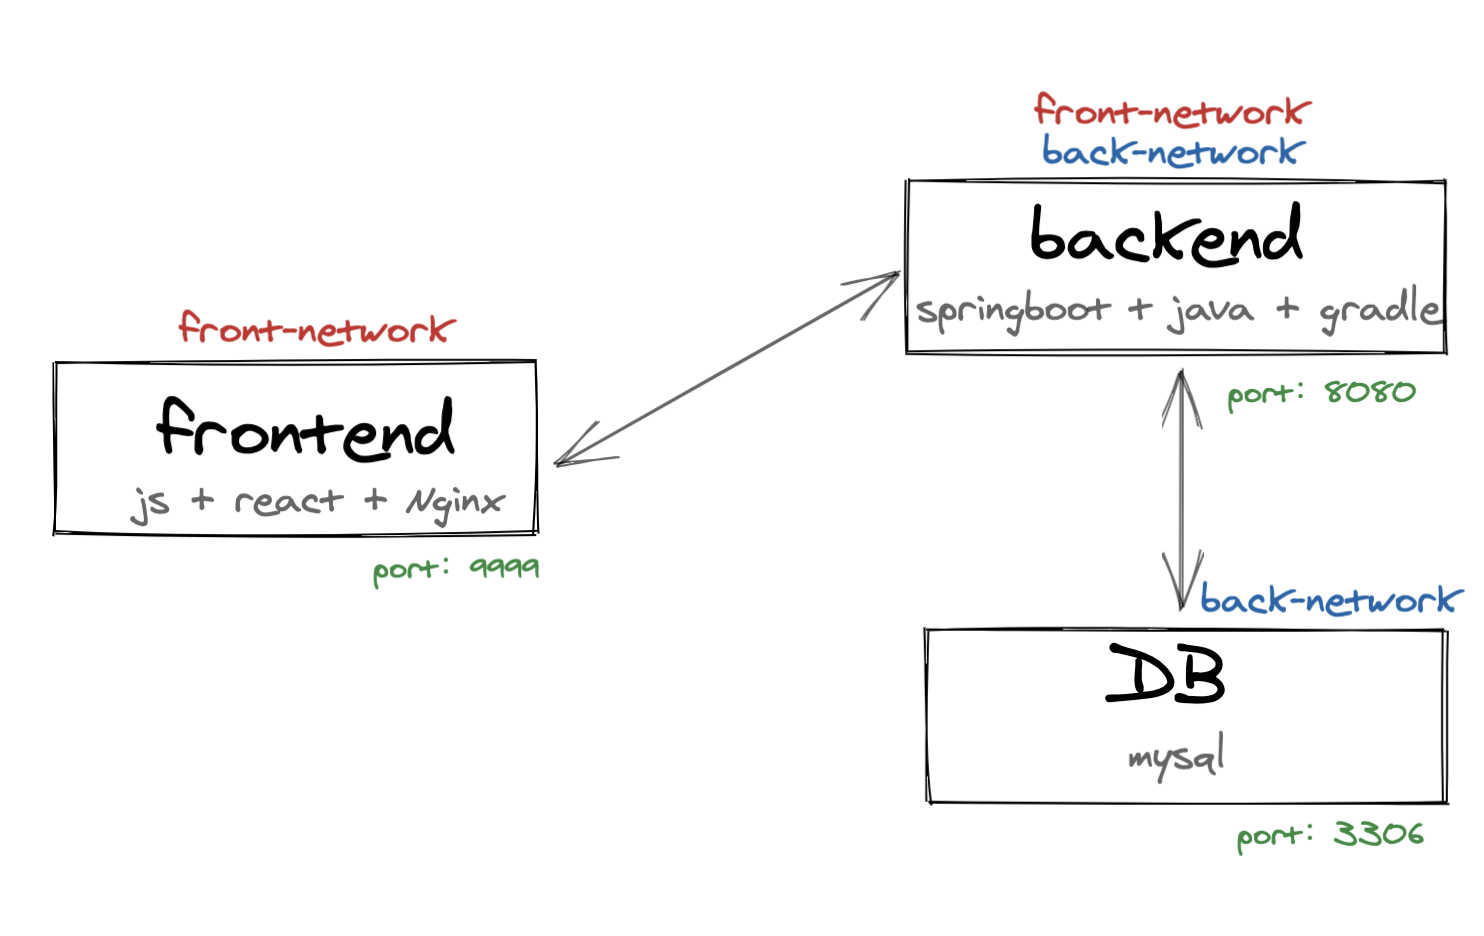 front-network
back-network
backend
springboot + java + gradle
port: 8080
front-network
frontend
js + react + Nginx
port: 9999
back-network
DB
mysql
port: 3306